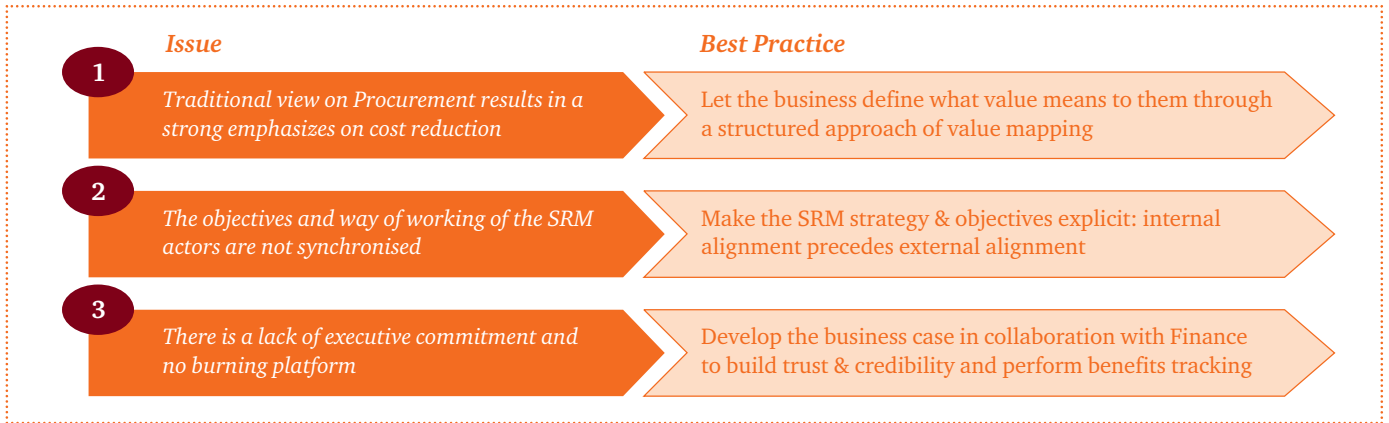 Issue
Best Practice
1
Traditional view on Procurement results in a
strong emphasizes on cost reduction
Let the business define what value means to them through
a structured approach of value mapping
2
The objectives and way of working of the SRM
actors are not synchronised
Make the SRM strategy & objectives explicit: internal
alignment precedes external alignment
3
There is a lack of executive commitment and
no burning platform
Develop the business case in collaboration with Finance
to build trust & credibility and perform benefits tracking